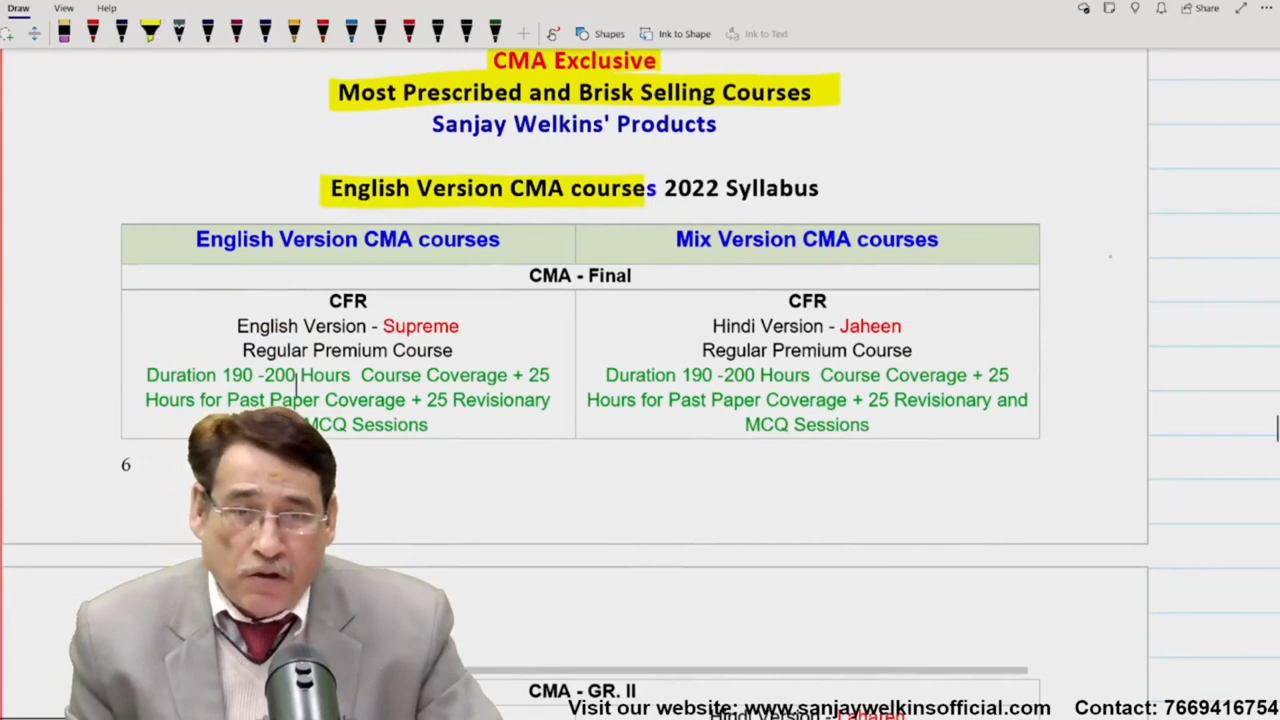 Draw View Help
Share
Shapes Ink to Shape Ink to Text
CMA Exclusive
Most Prescribed and Brisk Selling Courses
Sanjay Welkins' Products
English Version CMA courses 2022 Syllabus
English Version CMA courses Mix Version CMA courses
CMA - Final
CFR
English Version - Supreme
Regular Premium Course
Duration 190 -200 Hours Course Coverage + 25
Hours for Past Paper Coverage + 25 Revisionary
MCQ Sessions
CFR
Hindi Version - Jaheen
Regular Premium Course
Duration 190 -200 Hours Course Coverage + 25
Hours for Past Paper Coverage + 25 Revisionary and
MCQ Sessions
6
CMA - GR. II
Hindi Version -
Visit our website: www.sanjaywelkinsofficial.com Contact: 7669416754